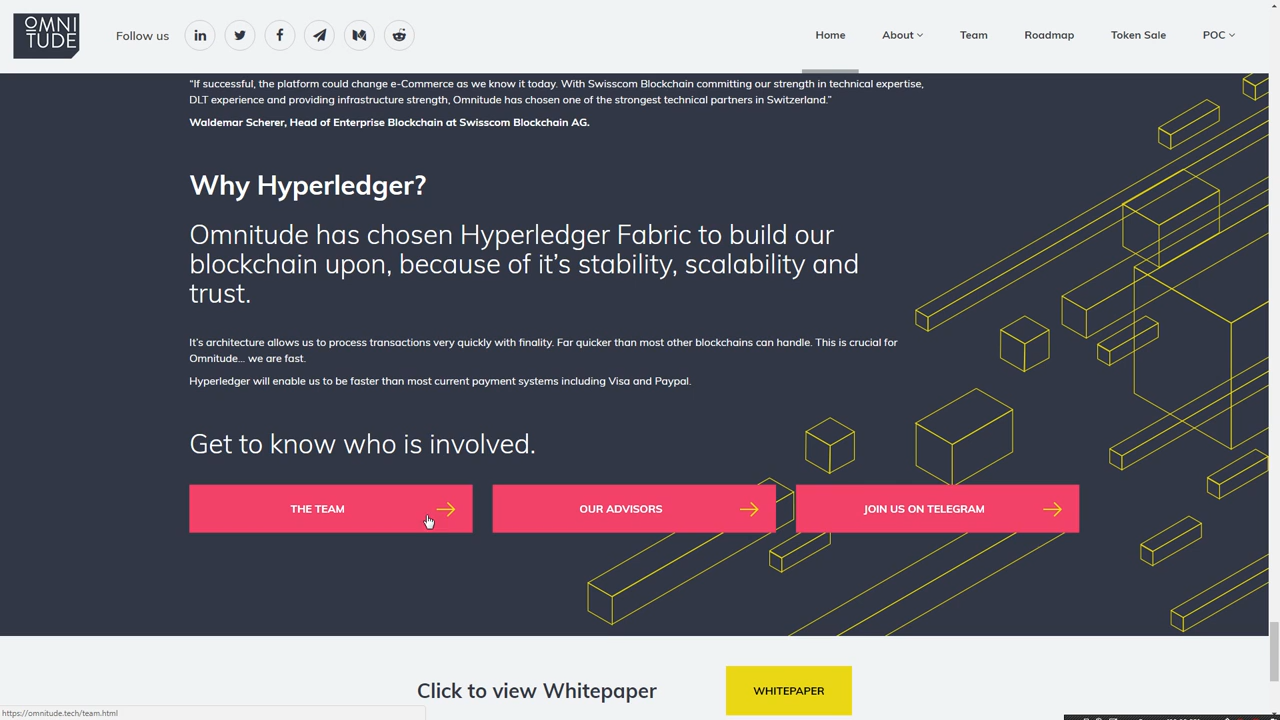 OMNI
TUDE
Follow us
Home
About
Team
Roadmap
Token Sale
POC
“If successful, the platform could change e-Commerce as we know it today. With Swisscom Blockchain committing our strength in technical expertise,
DLT experience and providing infrastructure strength, Omnitude has chosen one of the strongest technical partners in Switzerland.”
Waldemar Scherer, Head of Enterprise Blockchain at Swisscom Blockchain AG.
Why Hyperledger?
Omnitude has chosen Hyperledger Fabric to build our
blockchain upon, because of it’s stability, scalability and
trust.
It’s architecture allows us to process transactions very quickly with finality. Far quicker than most other blockchains can handle. This is crucial for
Omnitude... we are fast.
Hyperledger will enable us to be faster than most current payment systems including Visa and Paypal.
Get to know who is involved.
THE TEAM
OUR ADVISORS
JOIN US ON TELEGRAM
Click to view Whitepaper
WHITEPAPER
https://omnitude.tech/team.html